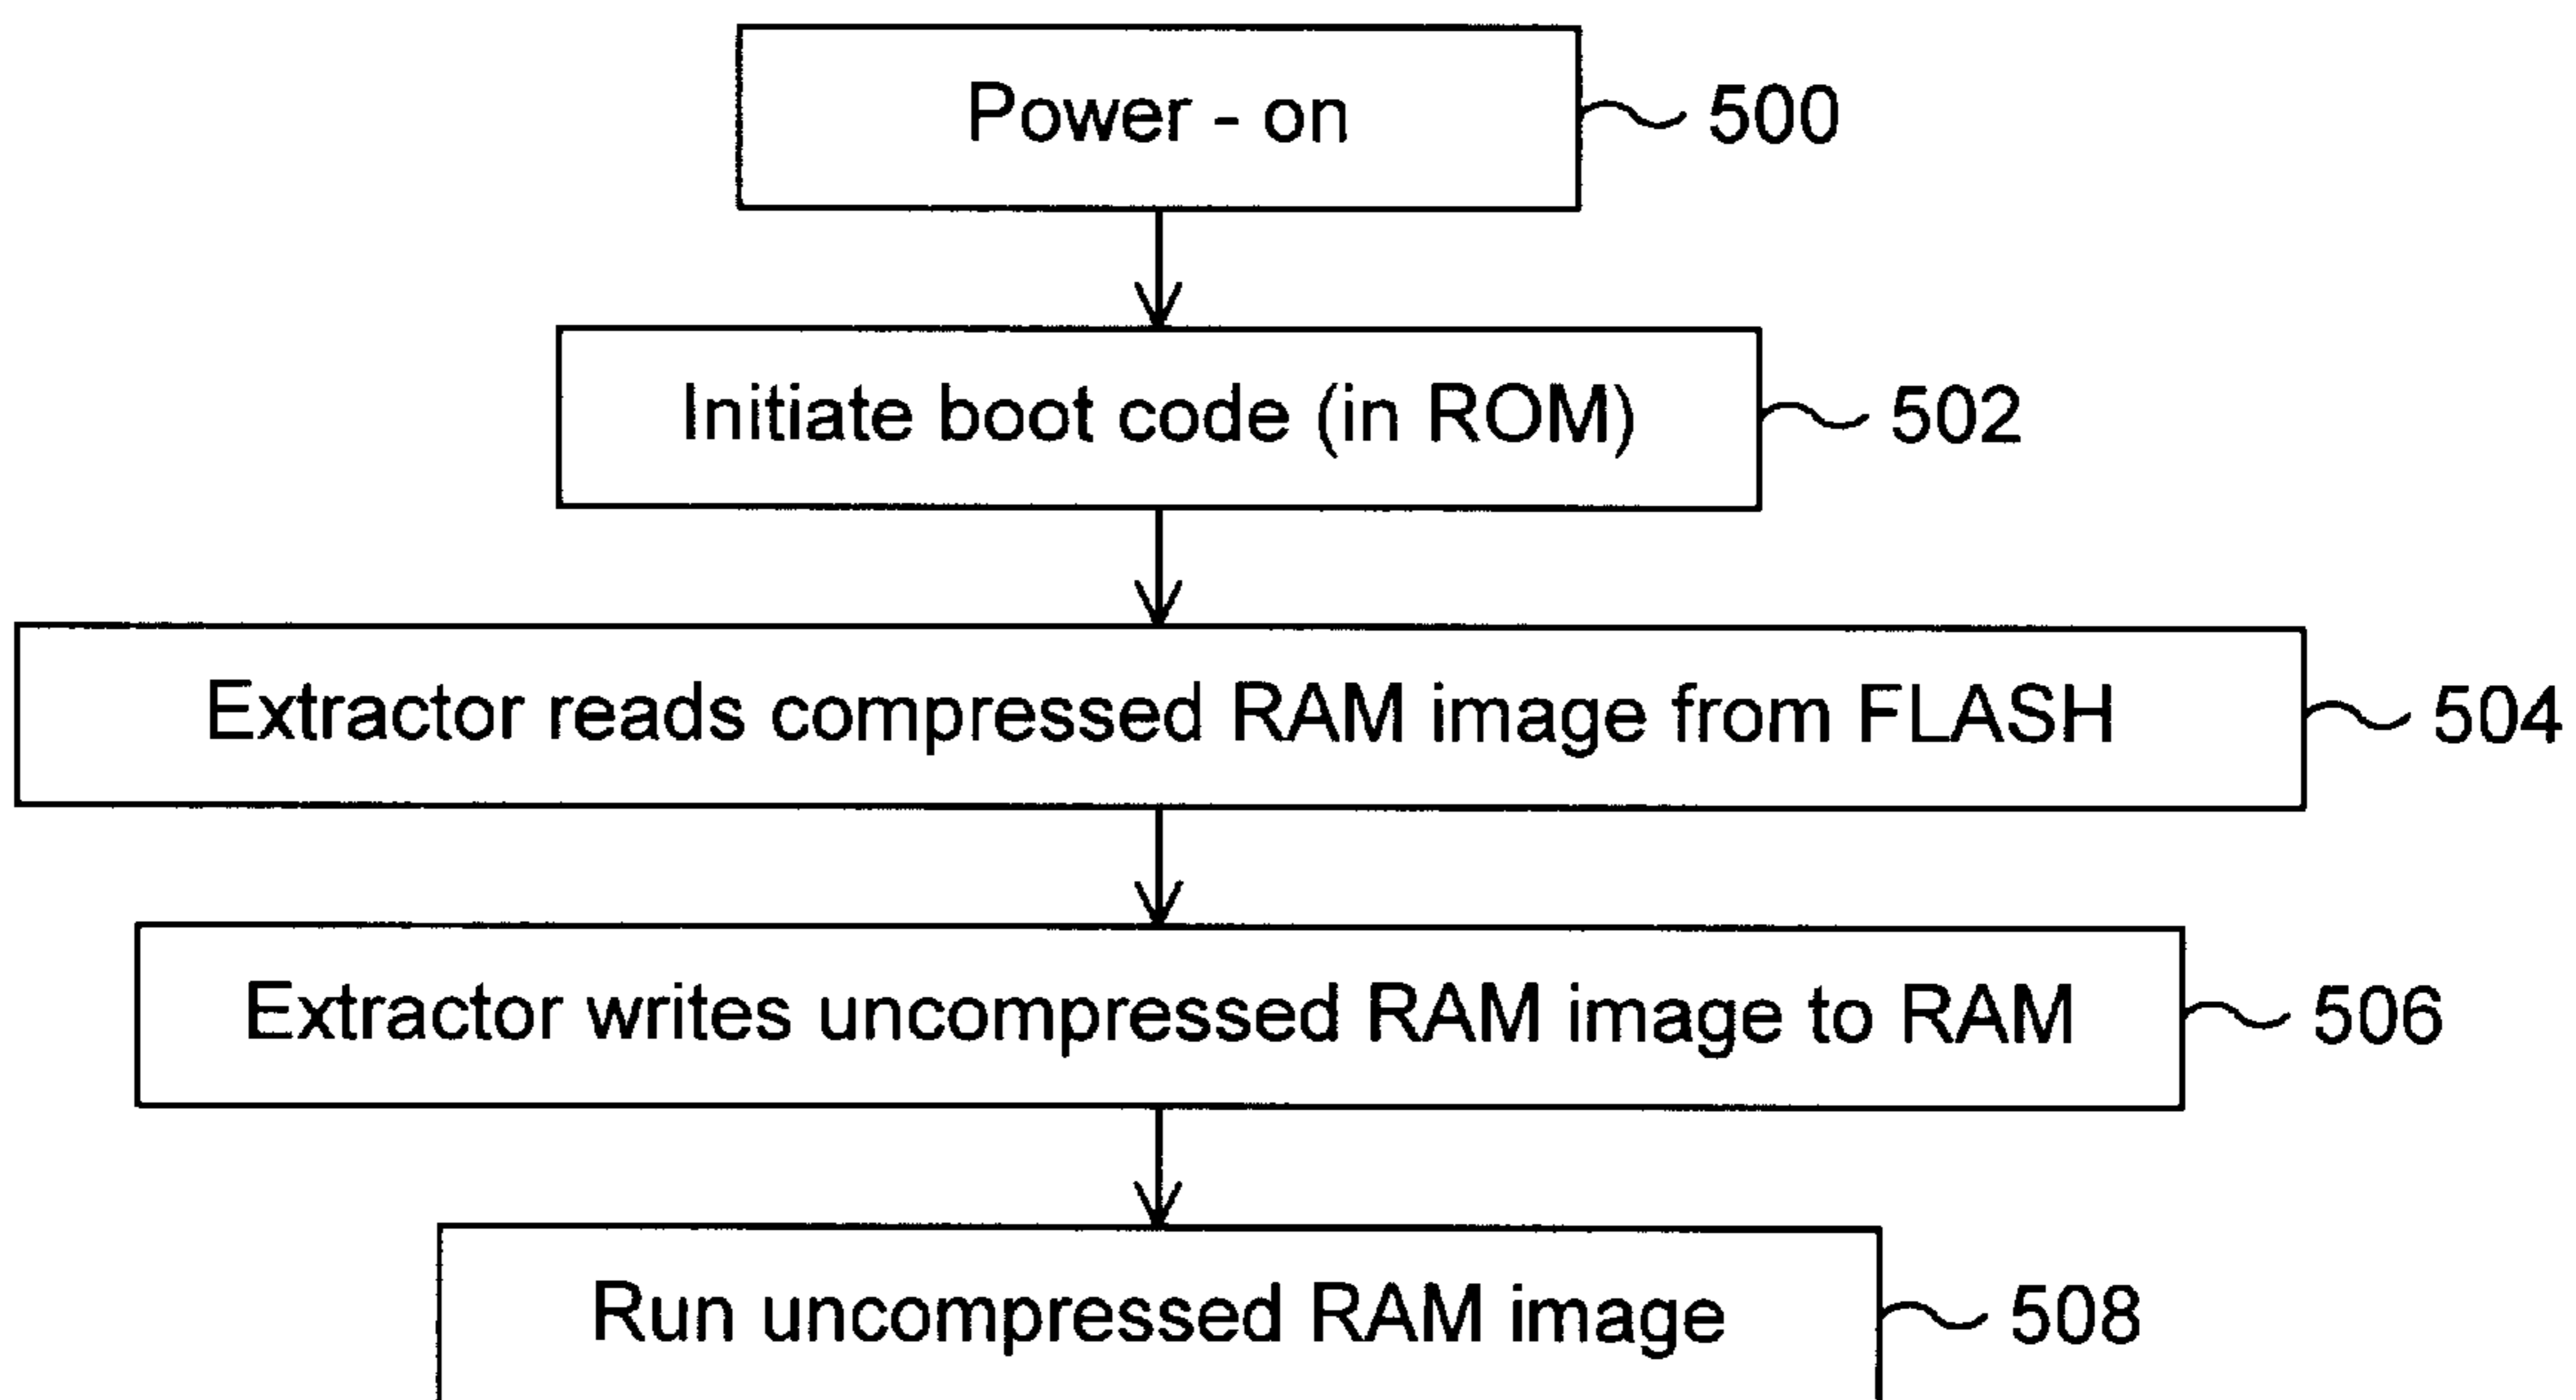 Power - on
500
Initiate boot code (in ROM)
502
Extractor reads compressed RAM image from FLASH
504
Extractor writes uncompressed RAM image to RAM
506
Run uncompressed RAM image
508